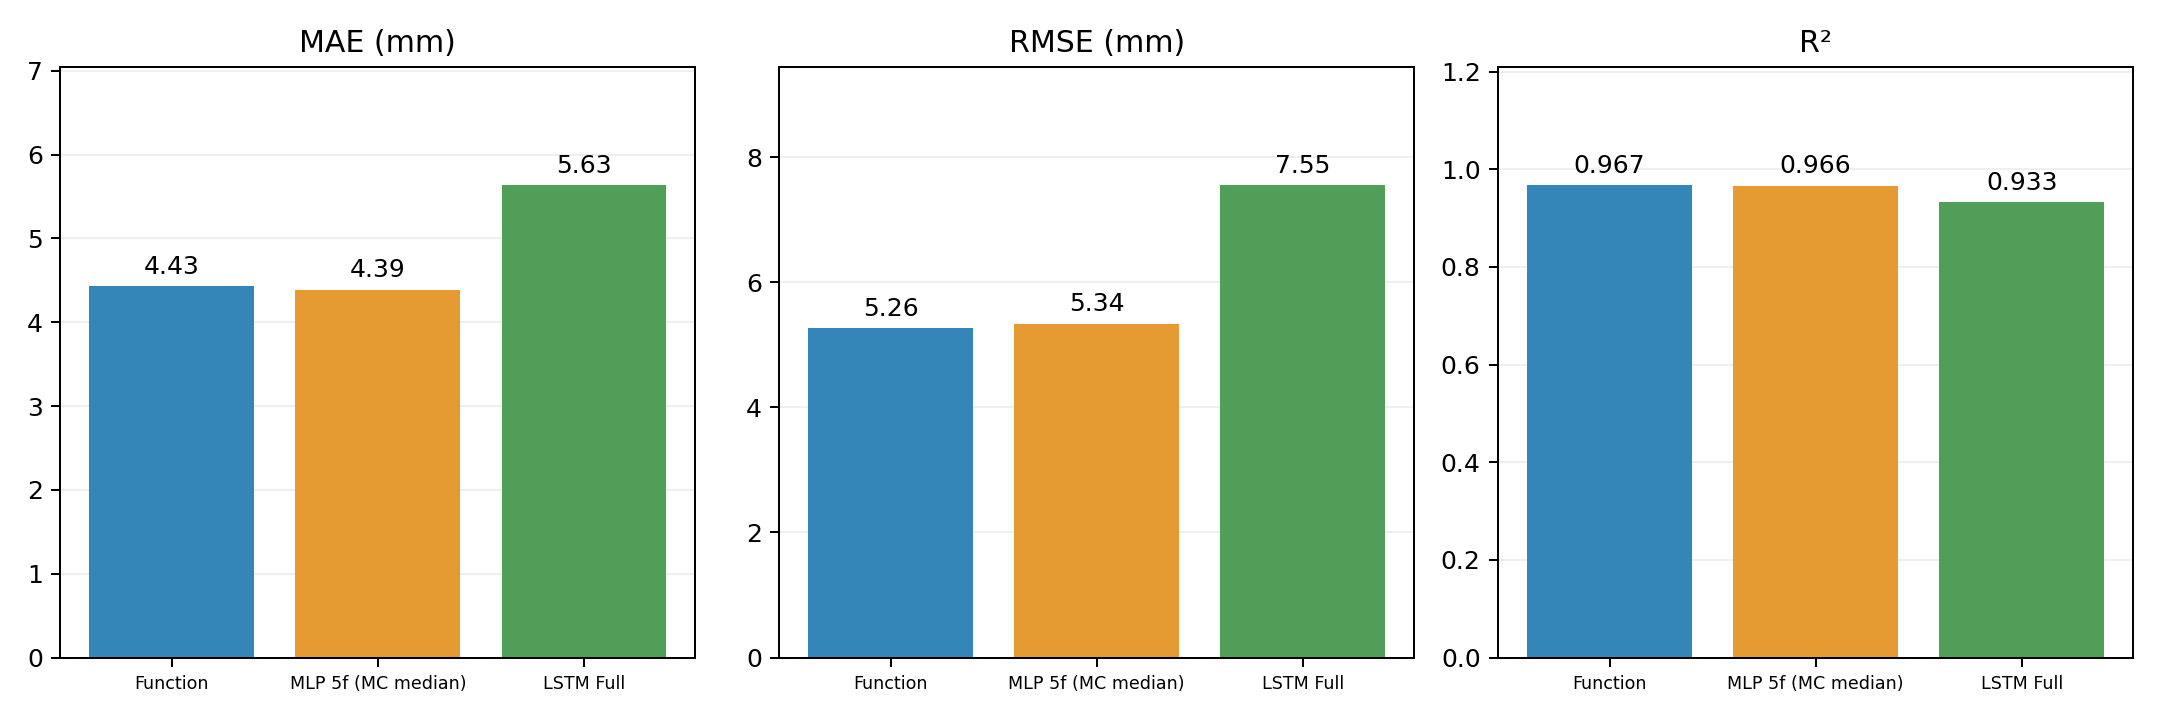 MAE (mm)
7
6
5
4
3
2
1
0
4.43
4.39
5.63
Function
MLP 5f (MC median)
LSTM Full
RMSE (mm)
8
6
4
2
0
5.26
5.34
7.55
Function
MLP 5f (MC median)
LSTM Full
R²
1.2
1.0
0.8
0.6
0.4
0.2
0.0
0.967
0.966
0.933
Function
MLP 5f (MC median)
LSTM Full